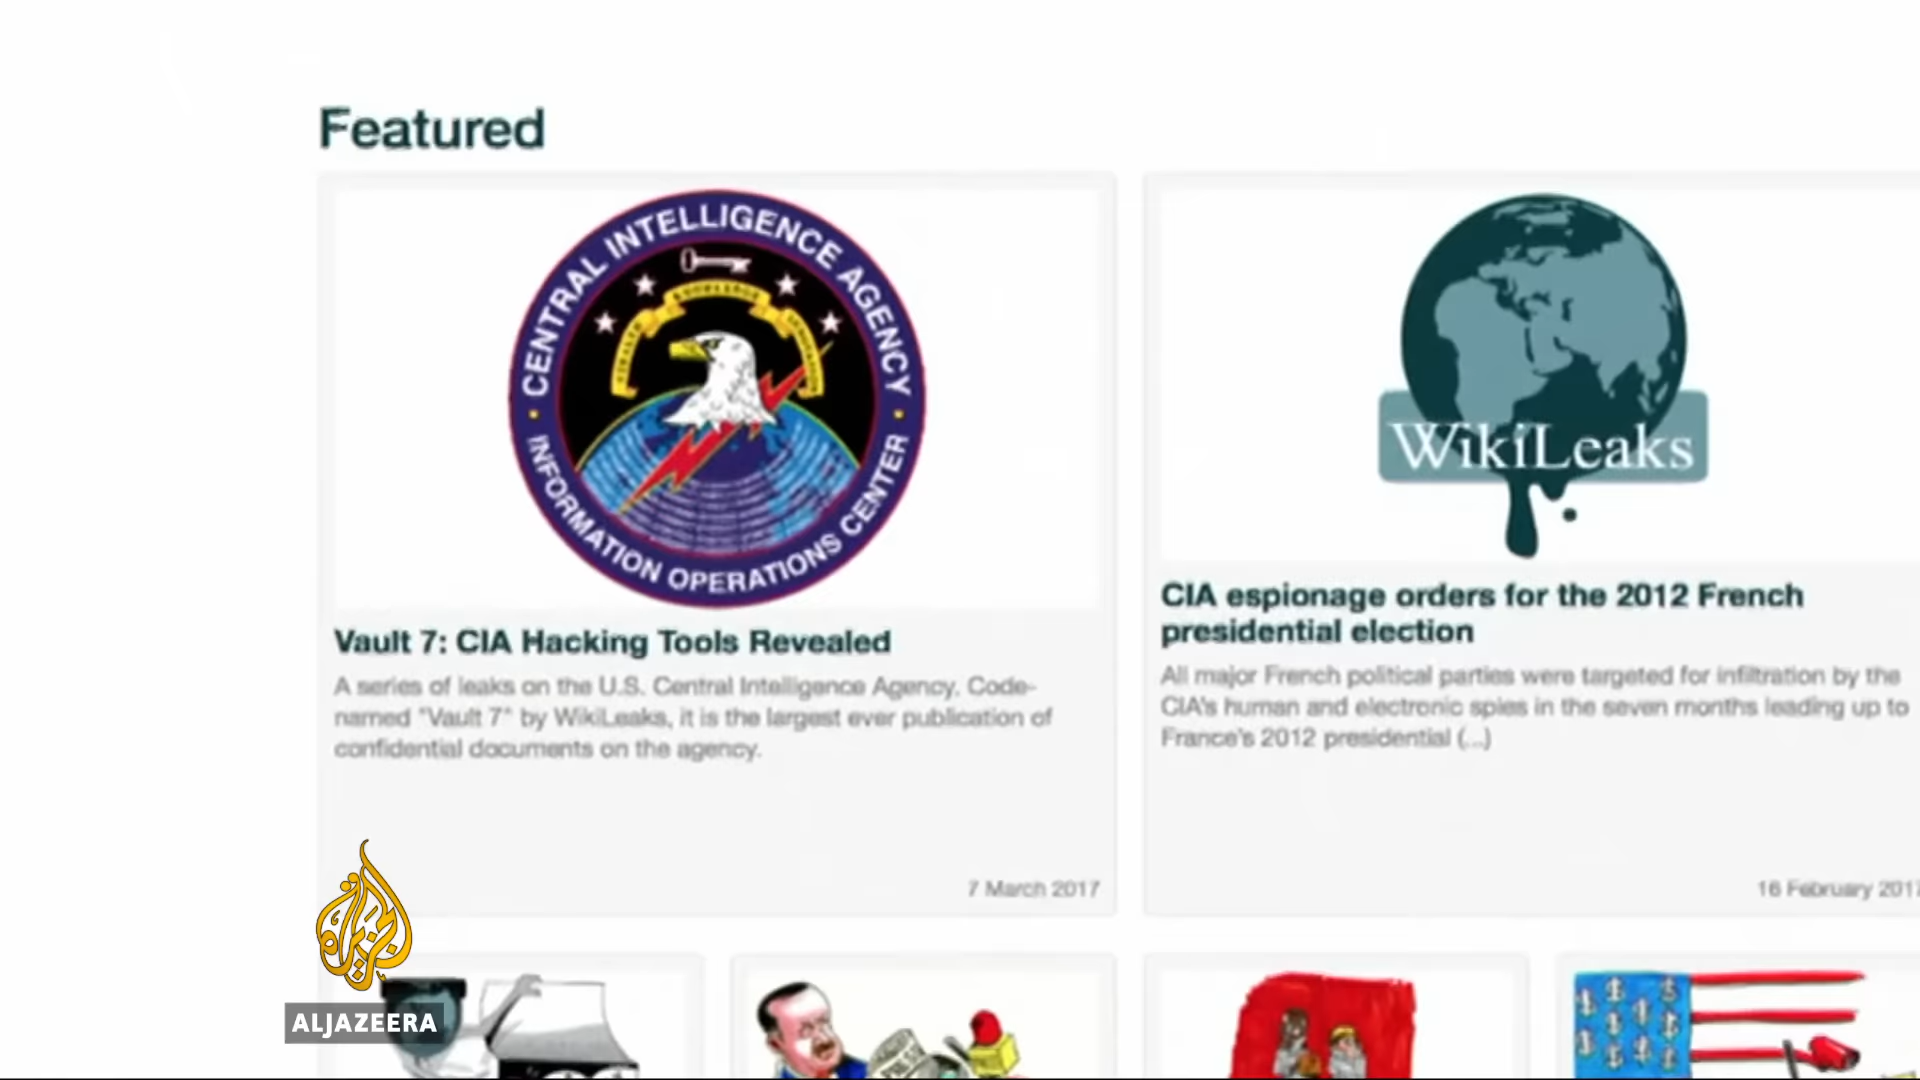 Featured
CENTRAL INTELLIGENCE AGENCY
INFORMATION OPERATIONS CENTER
WikiLeaks
Vault 7: CIA Hacking Tools Revealed
A series of leaks on the U.S. Central Intelligence Agency. Code-
named "Vault 7" by WikiLeaks, it is the largest ever publication of
confidential documents on the agency.
7 March 2017
CIA espionage orders for the 2012 French
presidential election
All major French political parties were targeted for infiltration by the
CIA's human and electronic spies in the seven months leading up to
France's 2012 presidential (...)
16 February 2017
الجزيرة
ALJAZEERA